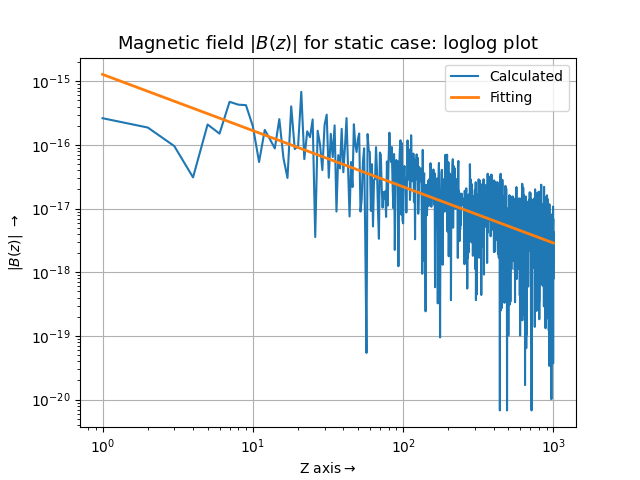 Magnetic field |B(z)| for static case: loglog plot
Calculated
Fitting
10⁻¹⁵
10⁻¹⁶
10⁻¹⁷
10⁻¹⁸
10⁻¹⁹
10⁻²⁰
|B(z)| →
10⁰ 10¹ 10² 10³
Z axis→